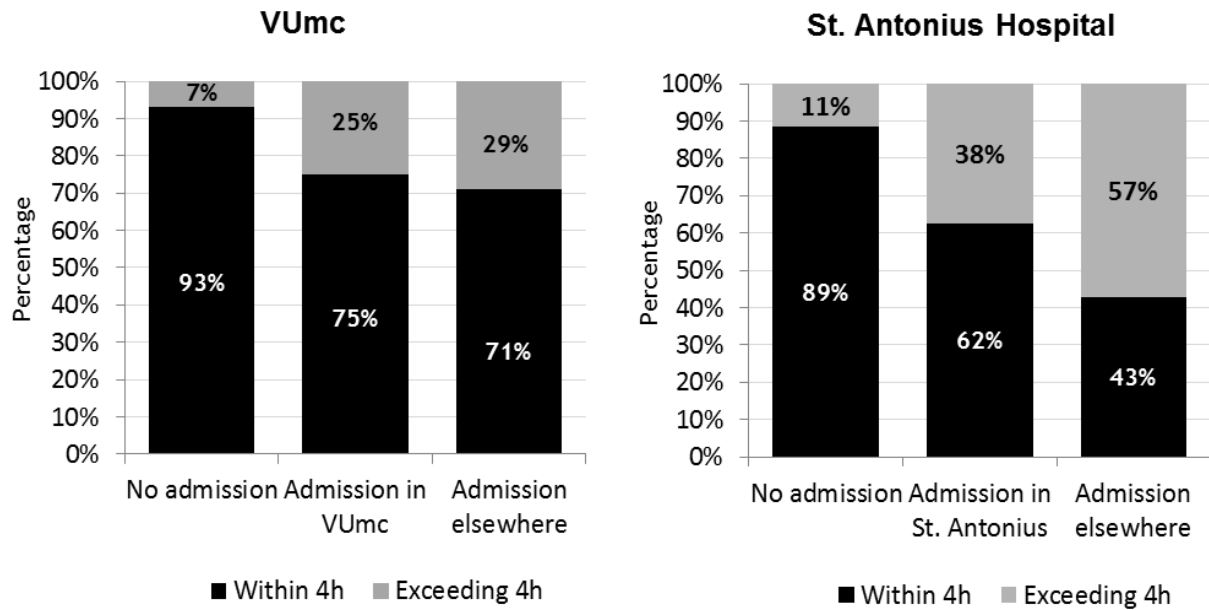 VUmc
Percentage
100%
90%
80%
70%
60%
50%
40%
30%
20%
10%
0%
7%
25%
29%
93%
75%
71%
No admission
Admission in
VUmc
Admission
elsewhere
Within 4h
Exceeding 4h
St. Antonius Hospital
Percentage
100%
90%
80%
70%
60%
50%
40%
30%
20%
10%
0%
11%
38%
57%
89%
62%
43%
No admission
Admission in
St. Antonius
Admission
elsewhere
Within 4h
Exceeding 4h